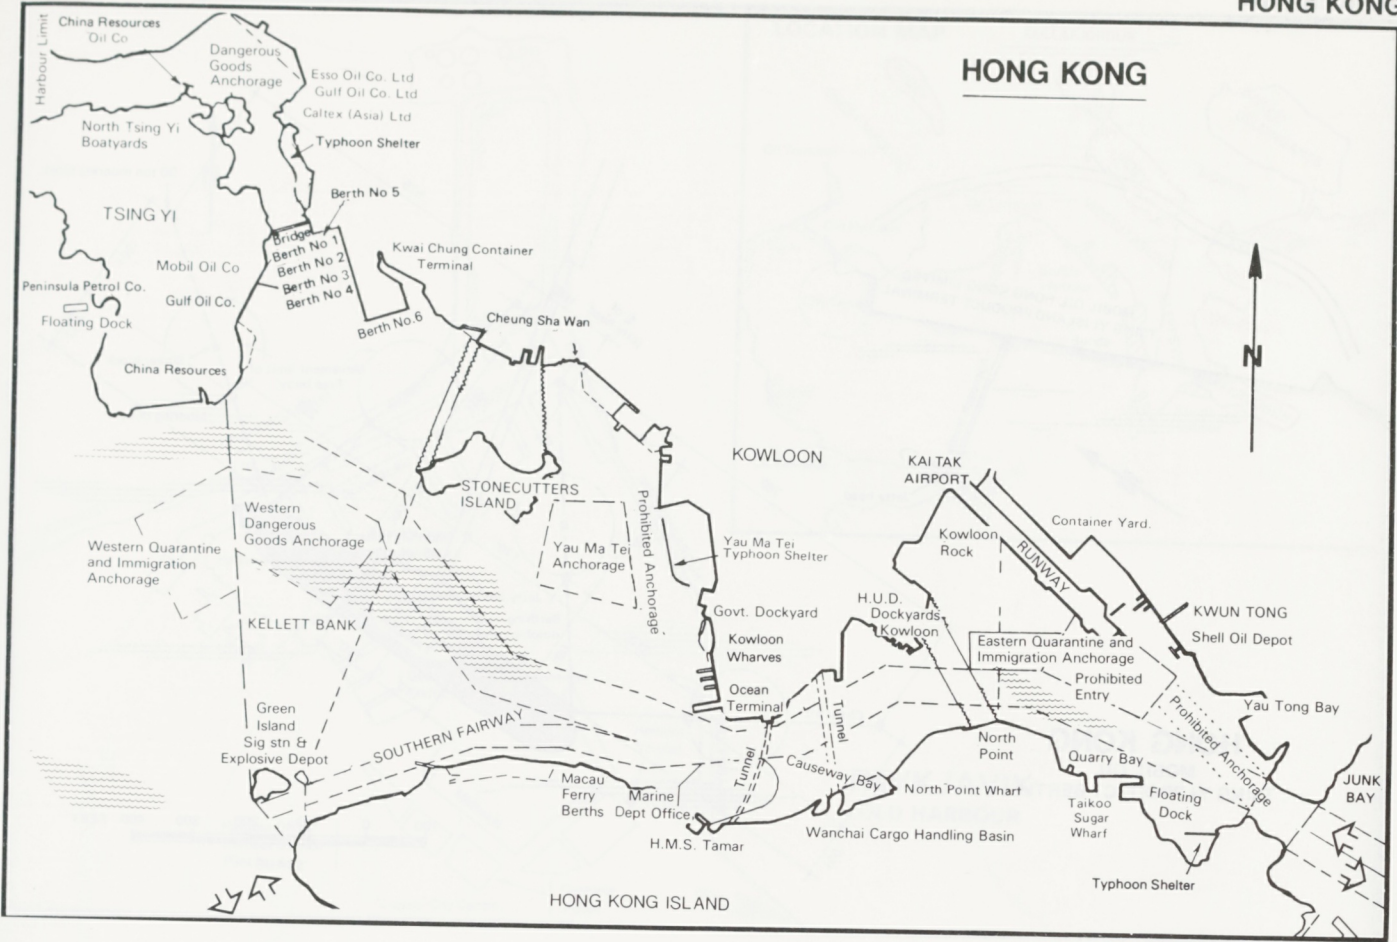 HONG KONG
HONG KONG
Harbour Limit
China Resources
Oil Co
Dangerous
Goods
Anchorage
Esso Oil Co. Ltd
Gulf Oil Co. Ltd
Caltex (Asia) Ltd
North Tsing Yi
Boatyards
Typhoon Shelter
Berth No 5
TSING YI
Bridge
Berth No 1
Berth No 2
Berth No 3
Berth No 4
Kwai Chung Container
Terminal
Mobil Oil Co
Peninsula Petrol Co.
Gulf Oil Co.
Floating Dock
Berth No.6
Cheung Sha Wan
China Resources
N
KOWLOON
KAI TAK
AIRPORT
STONECUTTERS
ISLAND
Prohibited Anchorage
Western
Dangerous
Goods Anchorage
Western Quarantine
and Immigration
Anchorage
Yau Ma Tei
Anchorage
Yau Ma Tei
Typhoon Shelter
Container Yard.
Kowloon
Rock
RUNWAY
KELLETT BANK
Govt. Dockyard
Kowloon
Wharves
H.U.D.
Dockyards
Kowloon
KWUN TONG
Shell Oil Depot
Eastern Quarantine and
Immigration Anchorage
Prohibited
Entry
Ocean
Terminal
Tunnel
Prohibited Anchorage
Yau Tong Bay
Green
Island
Sig stn &
Explosive Depot
SOUTHERN FAIRWAY
North
Point
Tunnel
Causeway Bay
Quarry Bay
Macau
Ferry
Berths
Marine
Dept Office
North Point Wharf
Taikoo
Sugar
Wharf
Floating
Dock
JUNK
BAY
H.M.S. Tamar
Wanchai Cargo Handling Basin
Typhoon Shelter
HONG KONG ISLAND